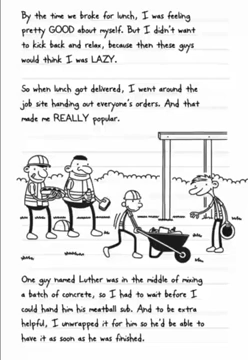 By the time we broke for lunch, I was feeling
pretty GOOD about myself. But I didn't want
to kick back and relax, because then these guys
would think I was LAZY.
So when lunch got delivered, I went around the
job site handing out everyone's orders. And that
made me REALLY popular.
One guy named Luther was in the middle of mixing
a batch of concrete, so I had to wait before I
could hand him his meatball sub. And to be extra
helpful, I unwrapped it for him so he'd be able to
have it as soon as he was finished.